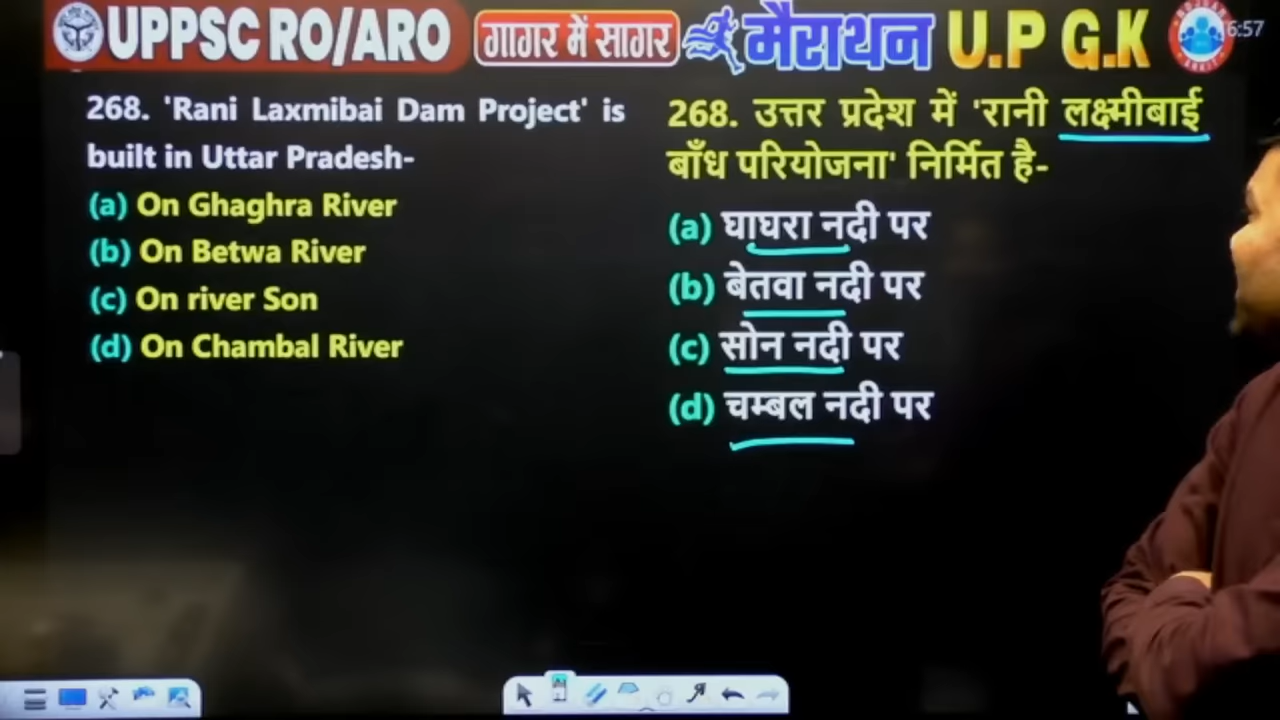 UPPSC RO/ARO गागर में सागर मैराथन U.P G.K
6:57
268. 'Rani Laxmibai Dam Project' is
built in Uttar Pradesh-
(a) On Ghaghra River
(b) On Betwa River
(c) On river Son
(d) On Chambal River
268. उत्तर प्रदेश में 'रानी लक्ष्मीबाई
बाँध परियोजना' निर्मित है-
(a) घाघरा नदी पर
(b) बेतवा नदी पर
(c) सोन नदी पर
(d) चम्बल नदी पर